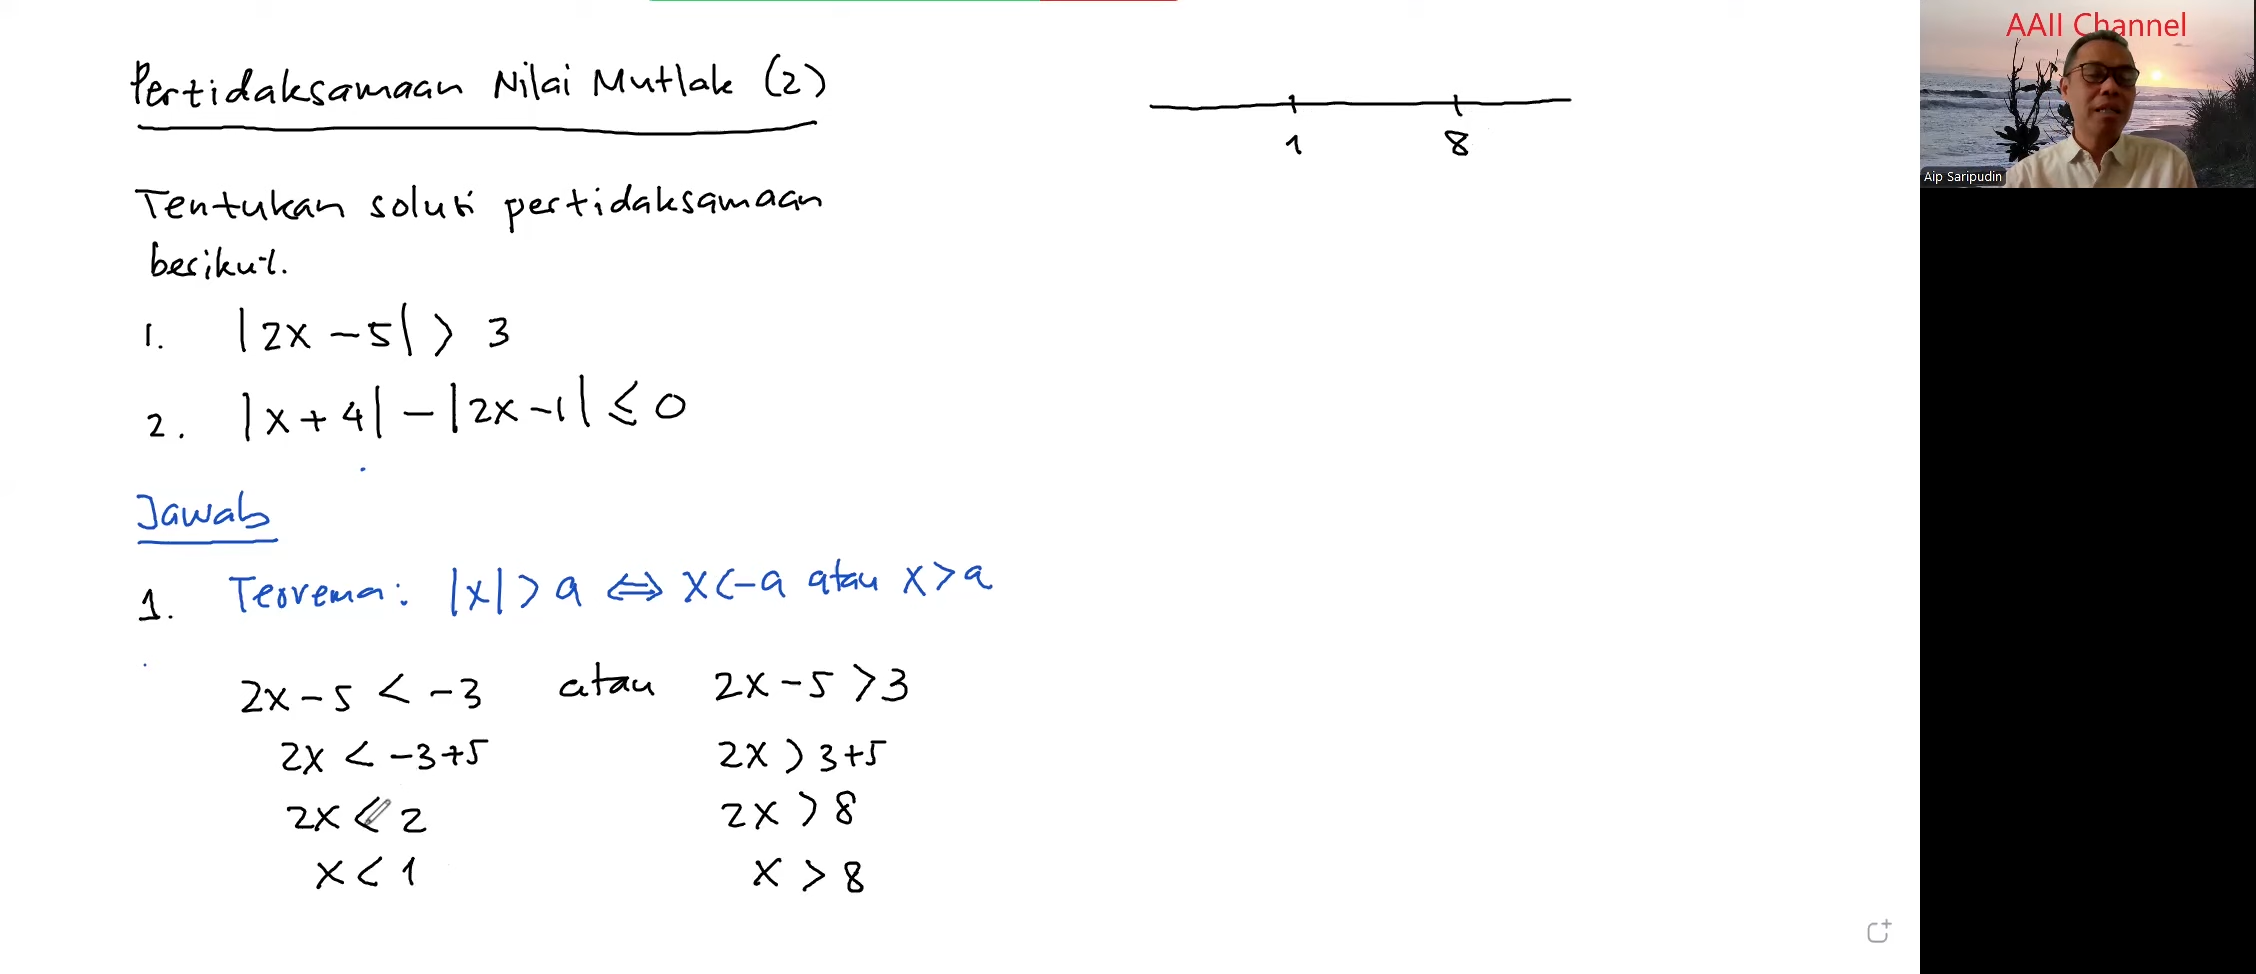 Pertidaksamaan Nilai Mutlak (2)
Tentukan solusi pertidaksamaan
berikut.
1. |2x - 5| > 3
2. |x + 4| - |2x - 1| ≤ 0
Jawab
1. Teorema: |x| > a ⇔ x < -a atau x > a
2x - 5 < -3 atau 2x - 5 > 3
2x < -3 + 5 2x > 3 + 5
2x < 2 2x > 8
x < 1 x > 8
1 8
AAII Channel
Aip Saripudin